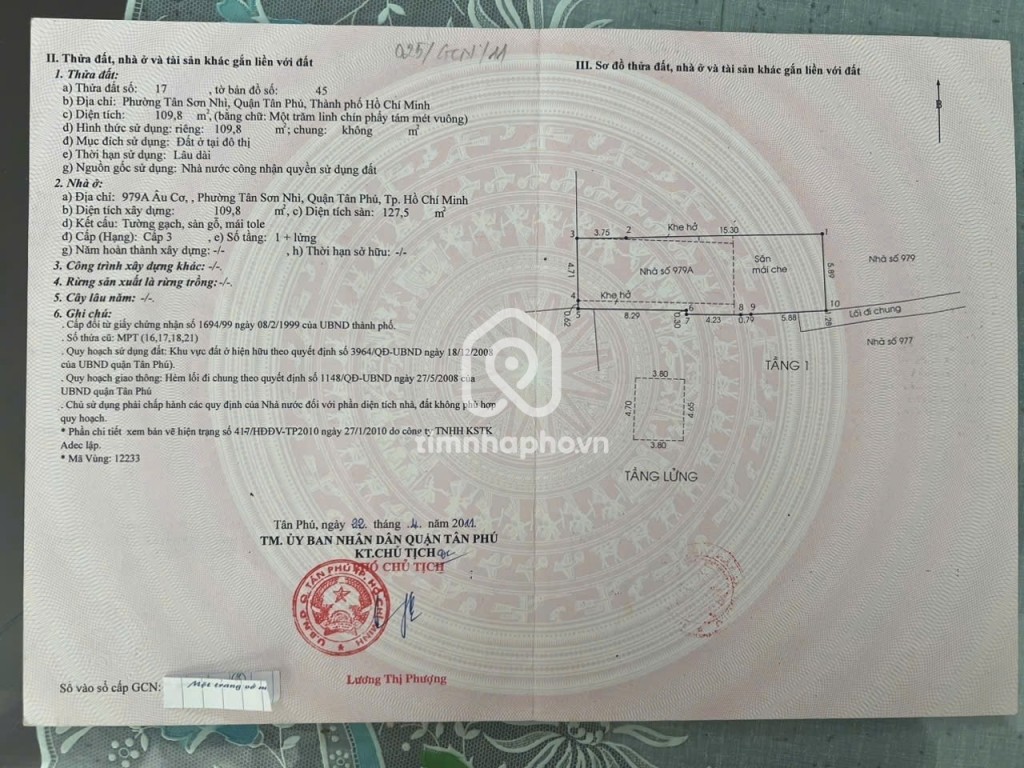 025/GCN/11
II. Thửa đất, nhà ở và tài sản khác gắn liền với đất
1. Thửa đất:
a) Thửa đất số: 17 , tờ bản đồ số: 45
b) Địa chỉ: Phường Tân Sơn Nhì, Quận Tân Phú, Thành phố Hồ Chí Minh
c) Diện tích: 109,8 m², (bằng chữ: Một trăm linh chín phẩy tám mét vuông)
d) Hình thức sử dụng: riêng: 109,8 m²; chung: không m²
đ) Mục đích sử dụng: Đất ở tại đô thị
e) Thời hạn sử dụng: Lâu dài
g) Nguồn gốc sử dụng: Nhà nước công nhận quyền sử dụng đất
2. Nhà ở:
a) Địa chỉ: 979A Âu Cơ, , Phường Tân Sơn Nhì, Quận Tân Phú, Tp. Hồ Chí Minh
b) Diện tích xây dựng: 109,8 m², c) Diện tích sàn: 127,5 m²
d) Kết cấu: Tường gạch, sàn gỗ, mái tole
đ) Cấp (Hạng): Cấp 3 , e) Số tầng: 1 + lửng
g) Năm hoàn thành xây dựng: -/- , h) Thời hạn sở hữu: -/-
3. Công trình xây dựng khác: -/-.
4. Rừng sản xuất là rừng trồng:-/-.
5. Cây lâu năm: -/-.
6. Ghi chú:
. Cấp đổi từ giấy chứng nhận số 1694/99 ngày 08/2/1999 của UBND thành phố.
. Số thửa cũ: MPT (16,17,18,21)
. Quy hoạch sử dụng đất: Khu vực đất ở hiện hữu theo quyết định số 3964/QĐ-UBND ngày 18/12/2008
của UBND quận Tân Phú).
. Quy hoạch giao thông: Hẻm lối đi chung theo quyết định số 1148/QĐ-UBND ngày 27/5/2008 của
UBND quận Tân Phú
. Chủ sử dụng phải chấp hành các quy định của Nhà nước đối với phần diện tích nhà, đất không phù hợp
quy hoạch.
* Phần chi tiết xem bản vẽ hiện trạng số 417/HĐĐV-TP2010 ngày 27/1/2010 do công ty TNHH KSTK
Adec lập.
* Mã Vùng: 12233
Tân Phú, ngày 22. tháng .4. năm 2011.
TM. ỦY BAN NHÂN DÂN QUẬN TÂN PHÚ
KT.CHỦ TỊCH
PHÓ CHỦ TỊCH
U.B.N.D Q. TÂN PHÚ T.P. HỒ CHÍ MINH
Lương Thị Phượng
Số vào sổ cấp GCN:
Một trang vô m
III. Sơ đồ thửa đất, nhà ở và tài sản khác gắn liền với đất
B
3 3.75 2 Khe hở 15.30 1
Nhà số 979A
Sân
mái che
Nhà số 979
4.71
5.89
4 Khe hở
5 0.62 8.29 6 7 0.30 4.23 8 9 0.79 5.88 10 1.28
Lối đi chung
Nhà số 977
TẦNG 1
3.80
4.70
4.65
3.80
TẦNG LỬNG
timnhapho.vn